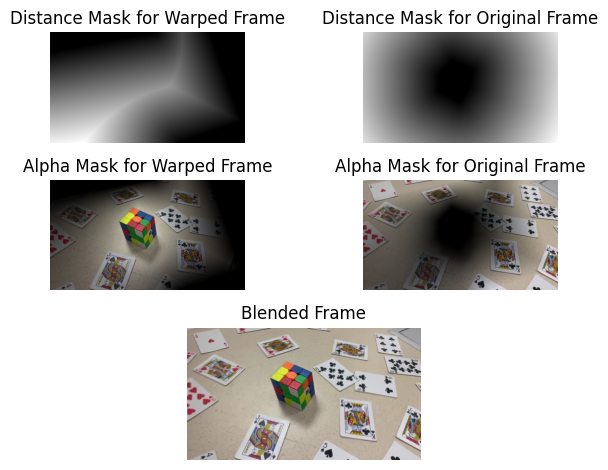 Distance Mask for Warped Frame
Distance Mask for Original Frame
Alpha Mask for Warped Frame
Alpha Mask for Original Frame
Blended Frame